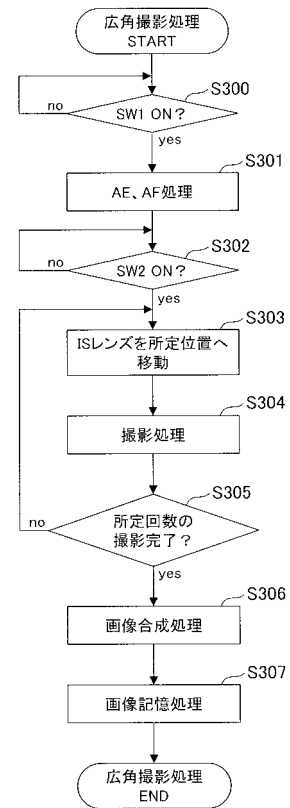 広角撮影処理
START
S300
SW1 ON？
no
yes
S301
AE、AF処理
S302
SW2 ON？
no
yes
S303
ISレンズを所定位置へ
移動
S304
撮影処理
S305
所定回数の
撮影完了？
no
yes
S306
画像合成処理
S307
画像記憶処理
広角撮影処理
END